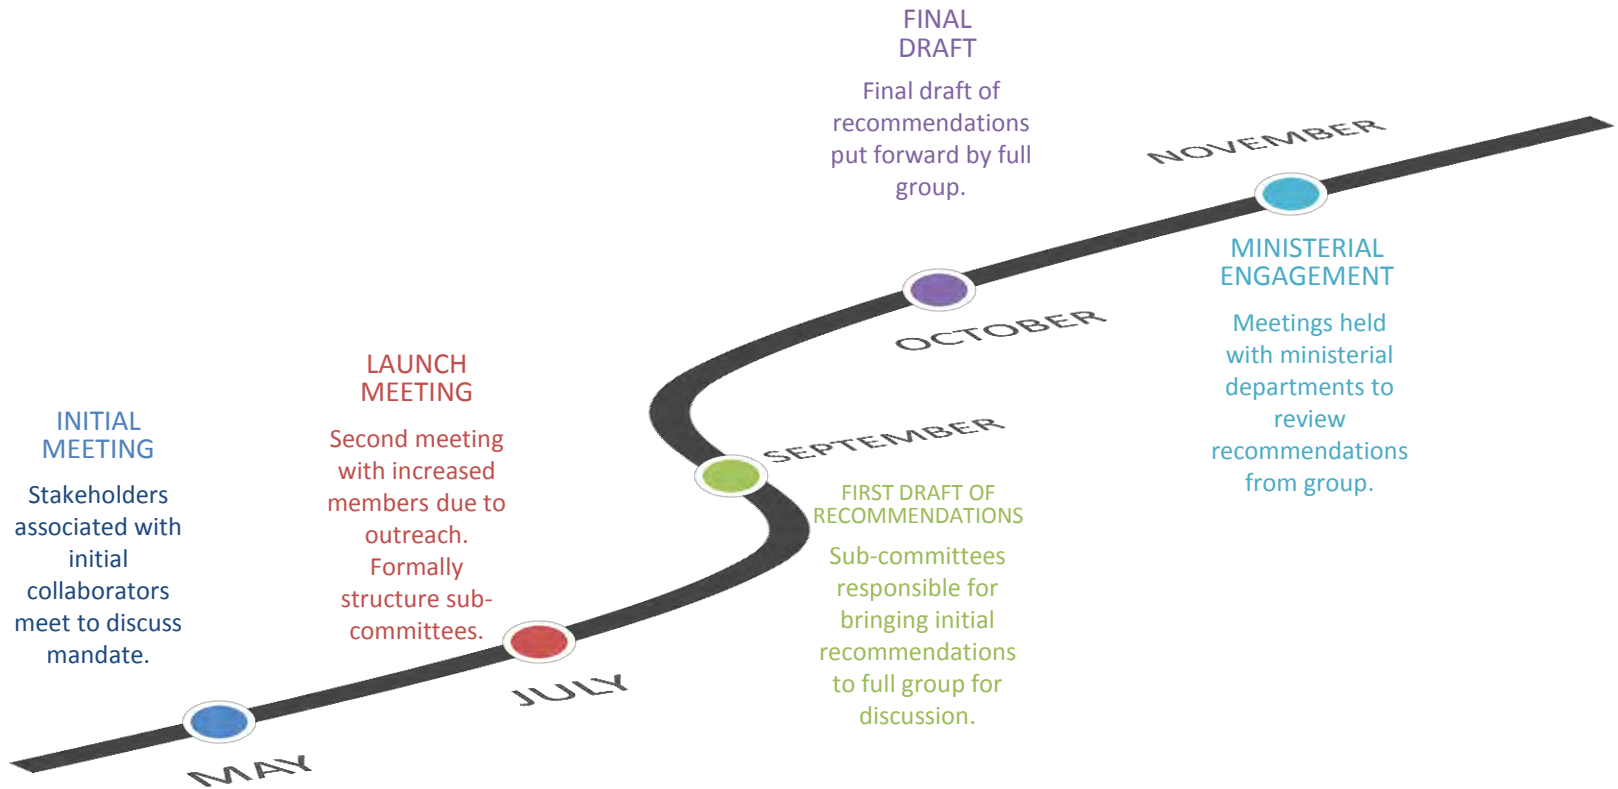 INITIAL
MEETING
Stakeholders
associated with
initial
collaborators
meet to discuss
mandate.
MAY
LAUNCH
MEETING
Second meeting
with increased
members due to
outreach.
Formally
structure sub-
committees.
JULY
SEPTEMBER
FIRST DRAFT OF
RECOMMENDATIONS
Sub-committees
responsible for
bringing initial
recommendations
to full group for
discussion.
FINAL
DRAFT
Final draft of
recommendations
put forward by full
group.
OCTOBER
NOVEMBER
MINISTERIAL
ENGAGEMENT
Meetings held
with ministerial
departments to
review
recommendations
from group.